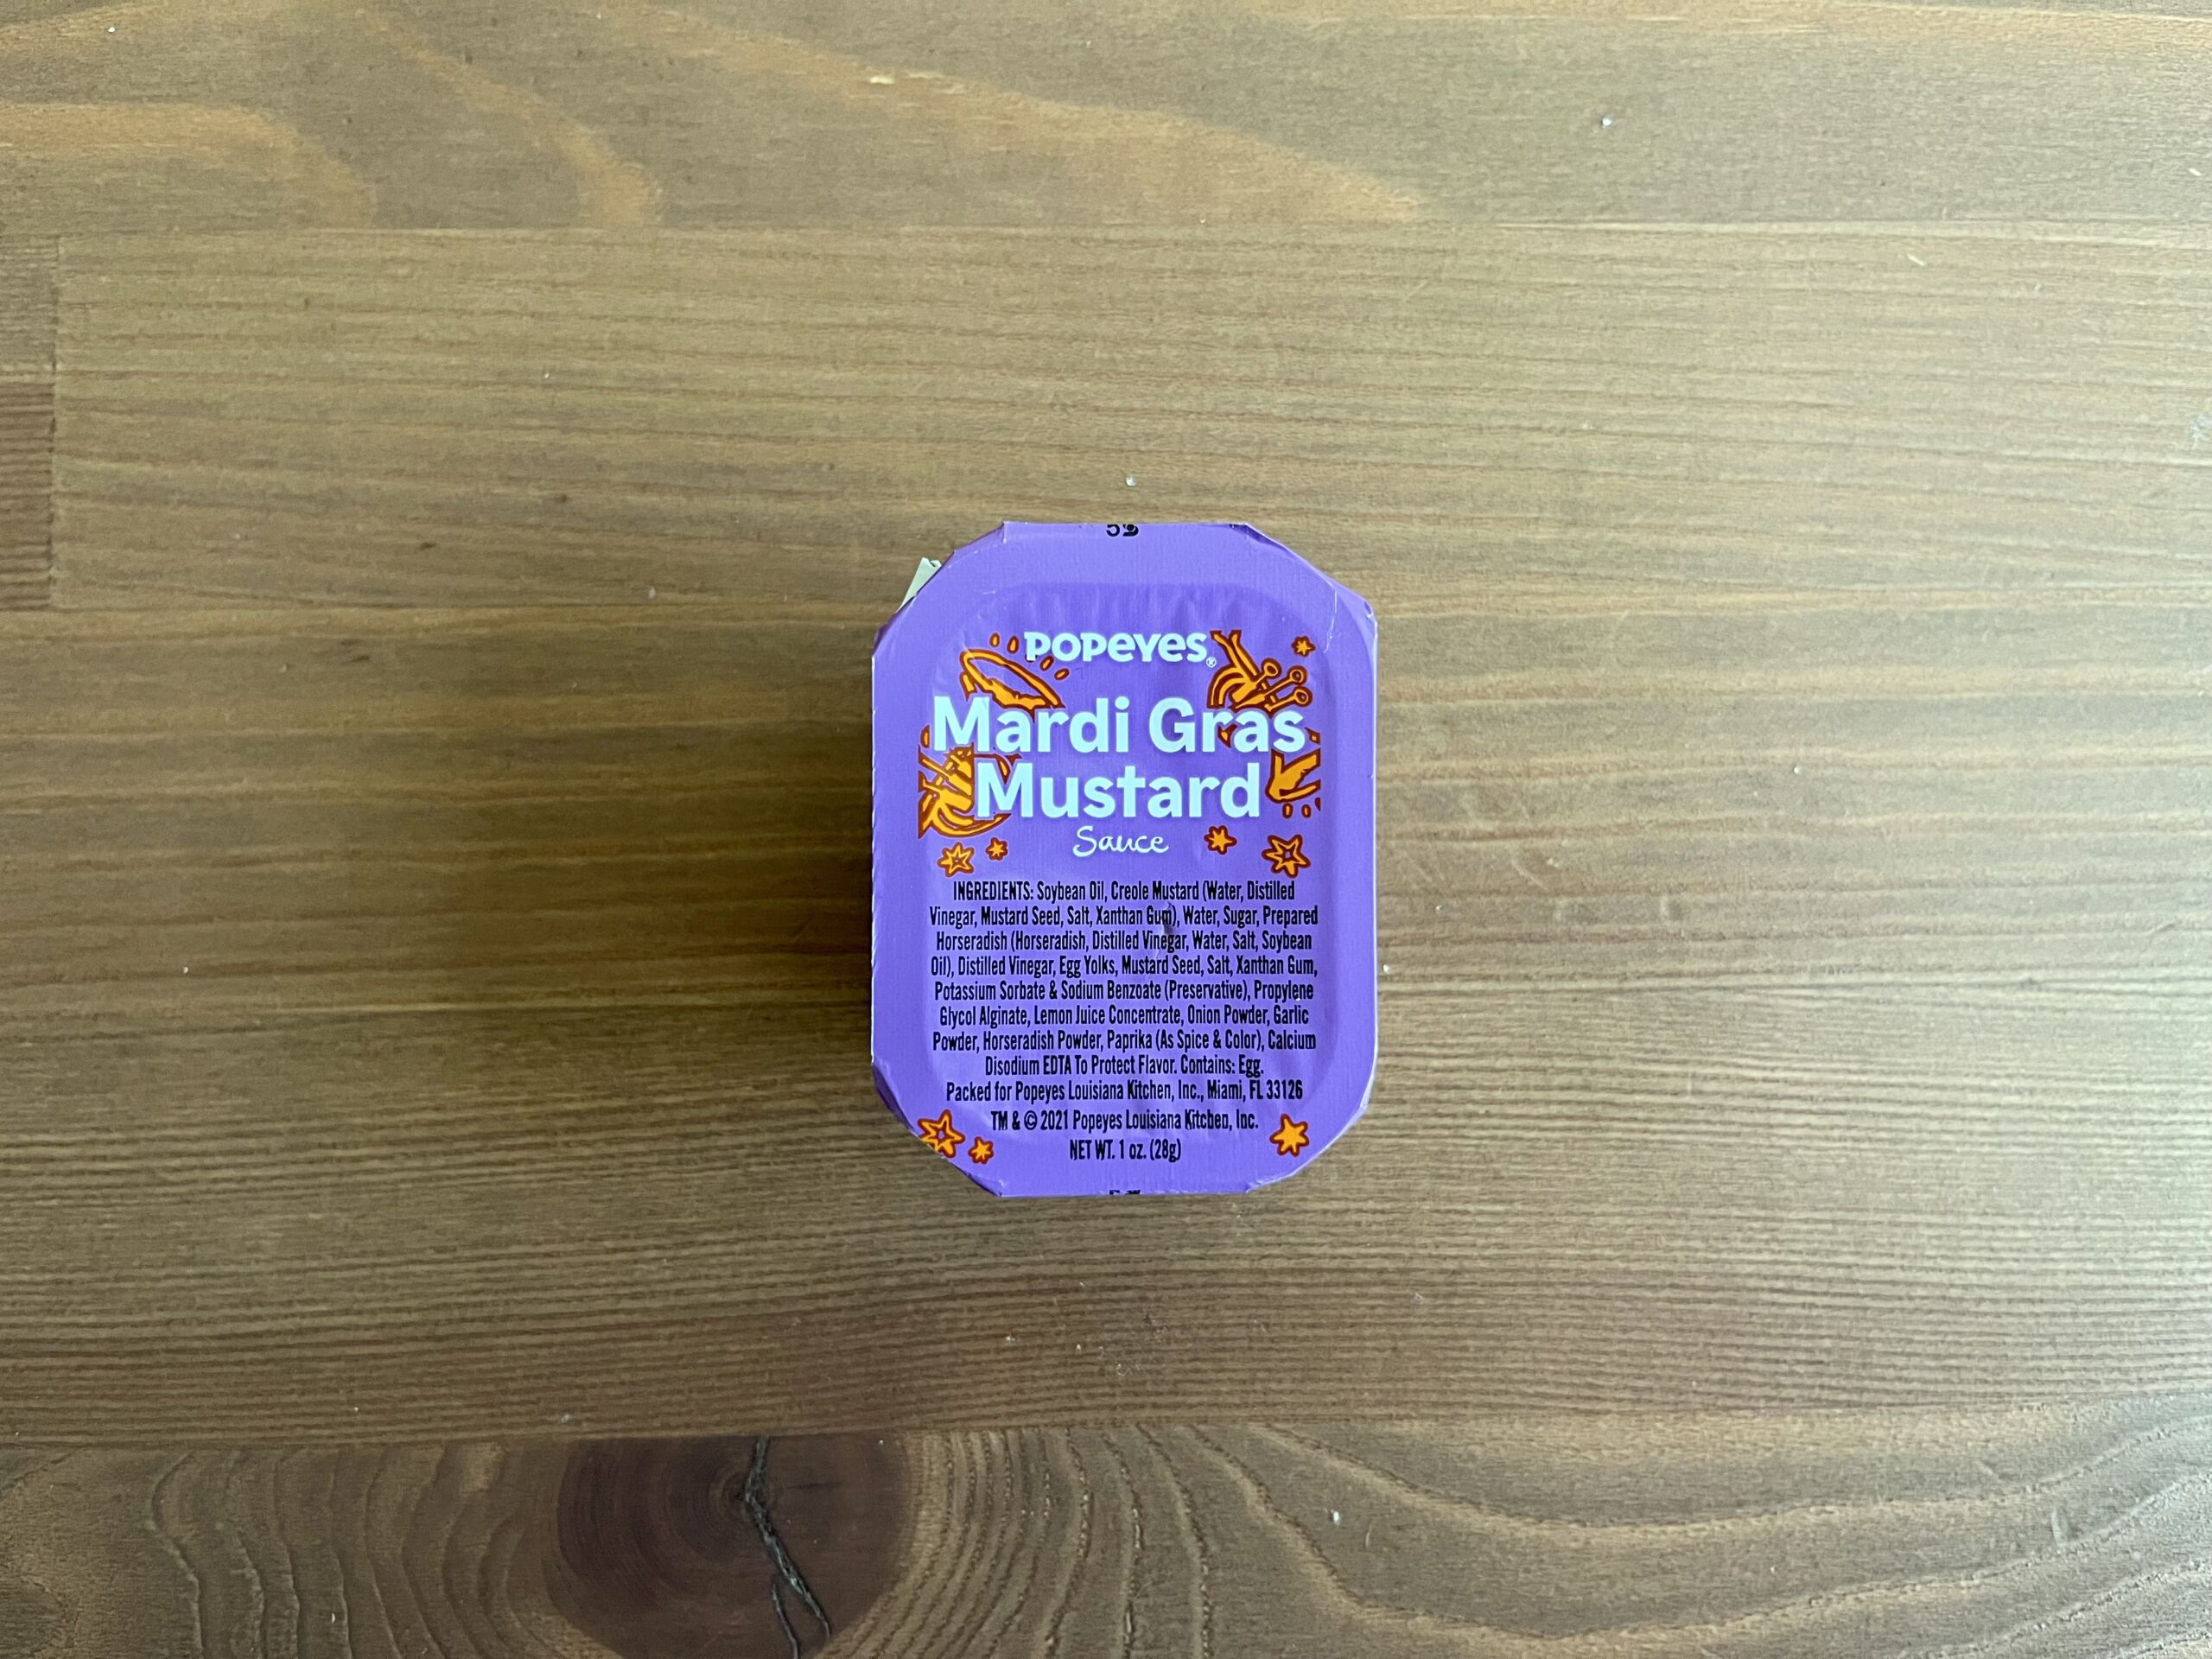 POPEYES®
Mardi Gras
Mustard
Sauce
INGREDIENTS: Soybean Oil, Creole Mustard (Water, Distilled
Vinegar, Mustard Seed, Salt, Xanthan Gum), Water, Sugar, Prepared
Horseradish (Horseradish, Distilled Vinegar, Water, Salt, Soybean
Oil), Distilled Vinegar, Egg Yolks, Mustard Seed, Salt, Xanthan Gum,
Potassium Sorbate & Sodium Benzoate (Preservative), Propylene
Glycol Alginate, Lemon Juice Concentrate, Onion Powder, Garlic
Powder, Horseradish Powder, Paprika (As Spice & Color), Calcium
Disodium EDTA To Protect Flavor. Contains: Egg.
Packed for Popeyes Louisiana Kitchen, Inc., Miami, FL 33126
TM & © 2021 Popeyes Louisiana Kitchen, Inc.
NET WT. 1 oz. (28g)